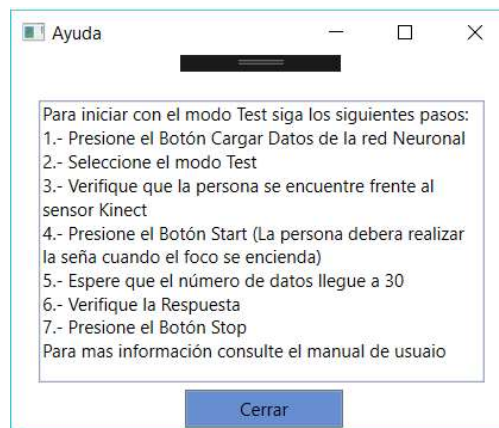 Ayuda
Para iniciar con el modo Test siga los siguientes pasos:
1.- Presione el Botón Cargar Datos de la red Neuronal
2.- Seleccione el modo Test
3.- Verifique que la persona se encuentre frente al
sensor Kinect
4.- Presione el Botón Start (La persona debera realizar
la seña cuando el foco se encienda)
5.- Espere que el número de datos llegue a 30
6.- Verifique la Respuesta
7.- Presione el Botón Stop
Para mas información consulte el manual de usuaio
Cerrar